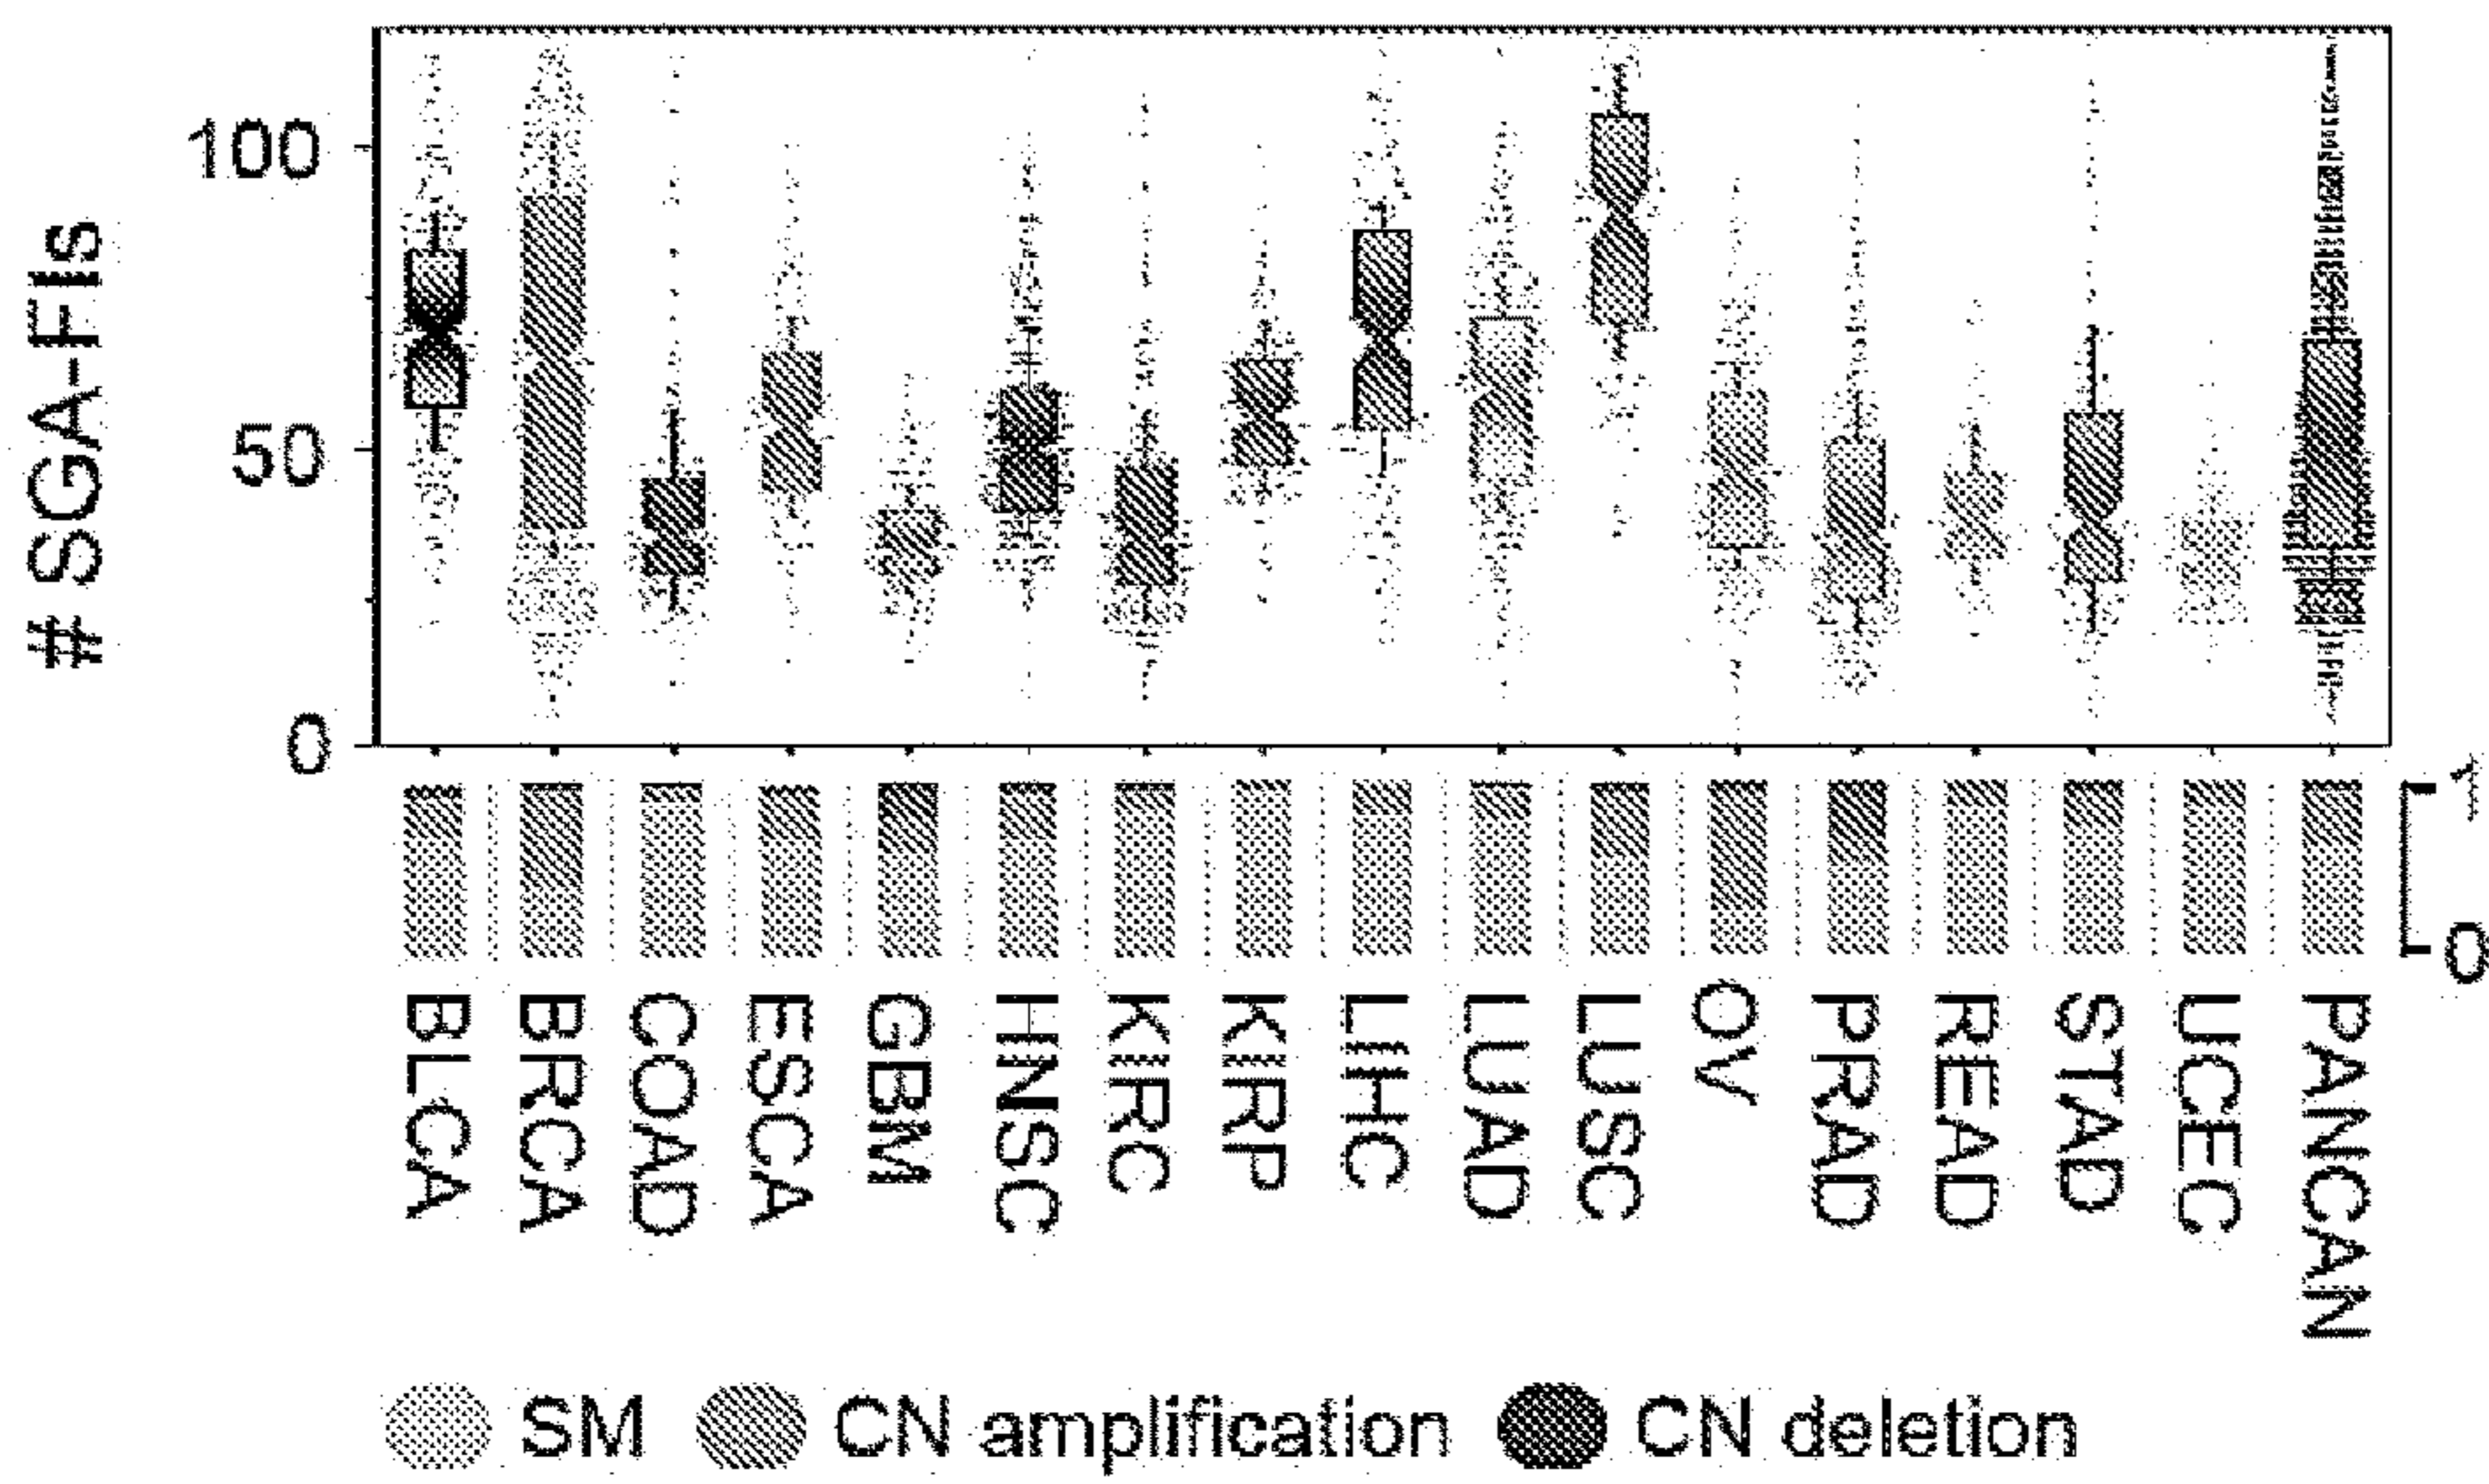 # SGA-FIs
100
50
0
1
0
BLCA
BRCA
COAD
ESCA
GBM
HNSC
KIRC
KIRP
LIHC
LUAD
LUSC
OV
PRAD
READ
STAD
UCEC
PANCAN
SM CN amplification CN deletion